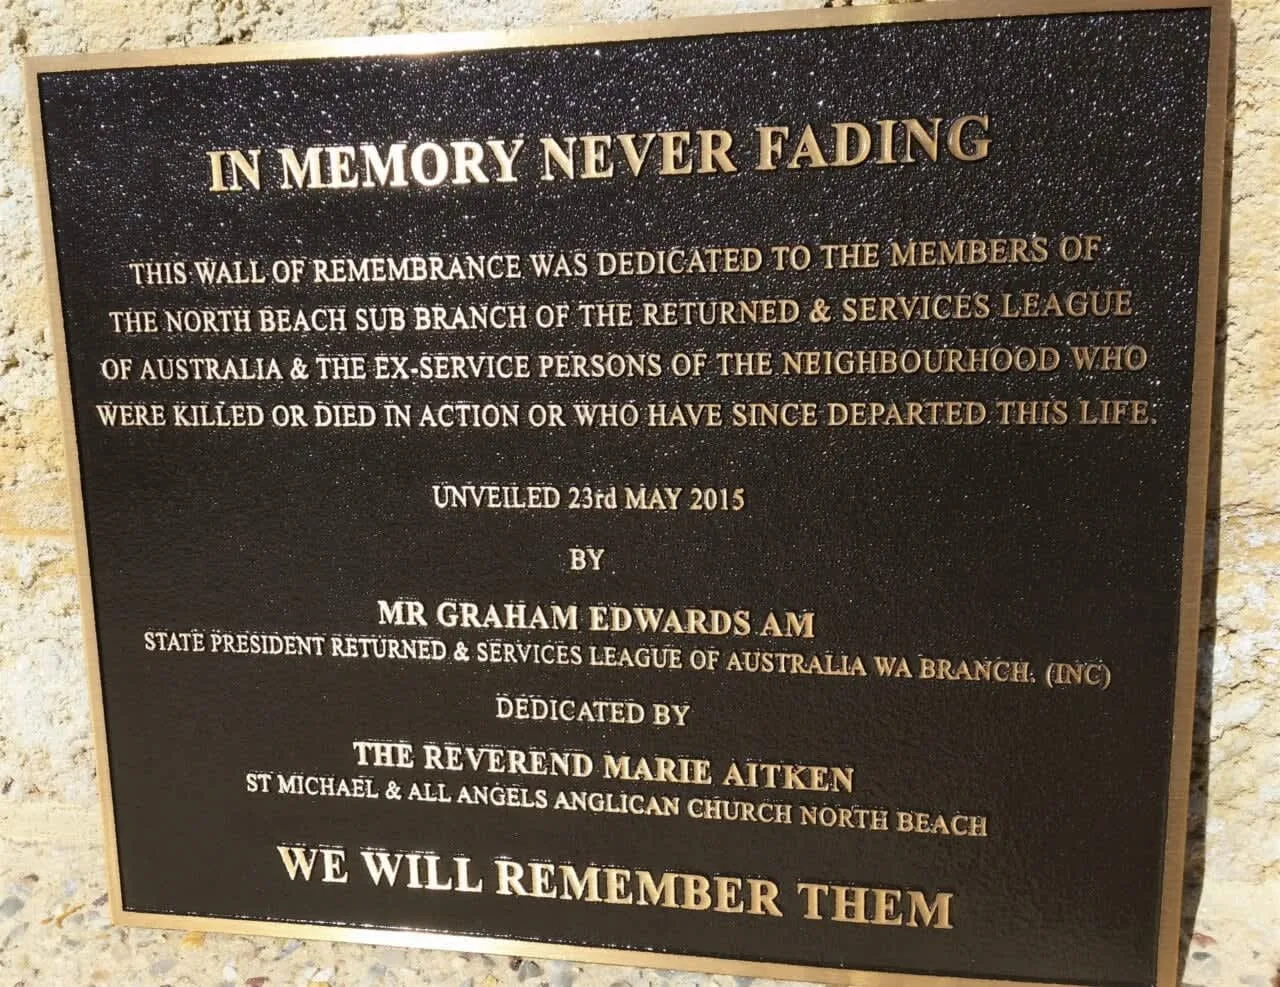 IN MEMORY NEVER FADING
THIS WALL OF REMEMBRANCE WAS DEDICATED TO THE MEMBERS OF
THE NORTH BEACH SUB BRANCH OF THE RETURNED & SERVICES LEAGUE
OF AUSTRALIA & THE EX-SERVICE PERSONS OF THE NEIGHBOURHOOD WHO
WERE KILLED OR DIED IN ACTION OR WHO HAVE SINCE DEPARTED THIS LIFE.
UNVEILED 23rd MAY 2015
BY
MR GRAHAM EDWARDS AM
STATE PRESIDENT RETURNED & SERVICES LEAGUE OF AUSTRALIA WA BRANCH. (INC)
DEDICATED BY
THE REVEREND MARIE AITKEN
ST MICHAEL & ALL ANGELS ANGLICAN CHURCH NORTH BEACH
WE WILL REMEMBER THEM